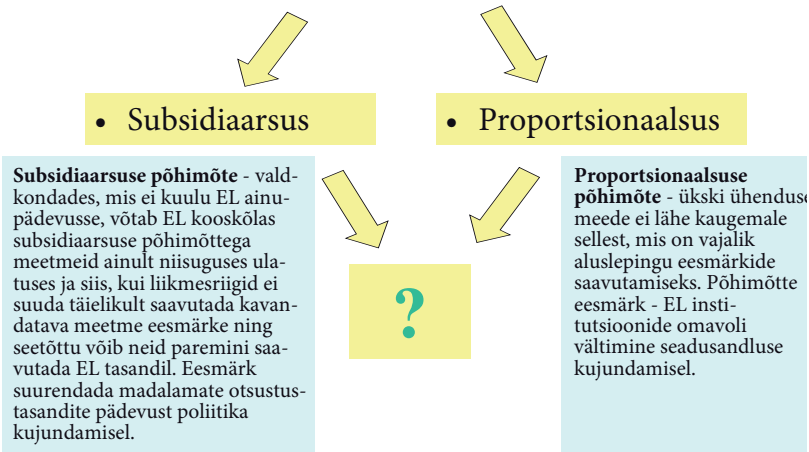 • Subsidiaarsus
• Proportsionaalsus
Subsidiaarsuse põhimõte - vald-
kondades, mis ei kuulu EL ainu-
pädevusse, võtab EL kooskõlas
subsidiaarsuse põhimõttega
meetmeid ainult niisuguses ula-
tuses ja siis, kui liikmesriigid ei
suuda täielikult saavutada kavan-
datava meetme eesmärke ning
seetõttu võib neid paremini saa-
vutada EL tasandil. Eesmärk
suurendada madalamate otsustus-
tasandite pädevust poliitika
kujundamisel.
?
Proportsionaalsuse
põhimõte - ükski ühenduse
meede ei lähe kaugemale
sellest, mis on vajalik
aluslepingu eesmärkide
saavutamiseks. Põhimõtte
eesmärk - EL insti-
tutsioonide omavoli
vältimine seadusandluse
kujundamisel.